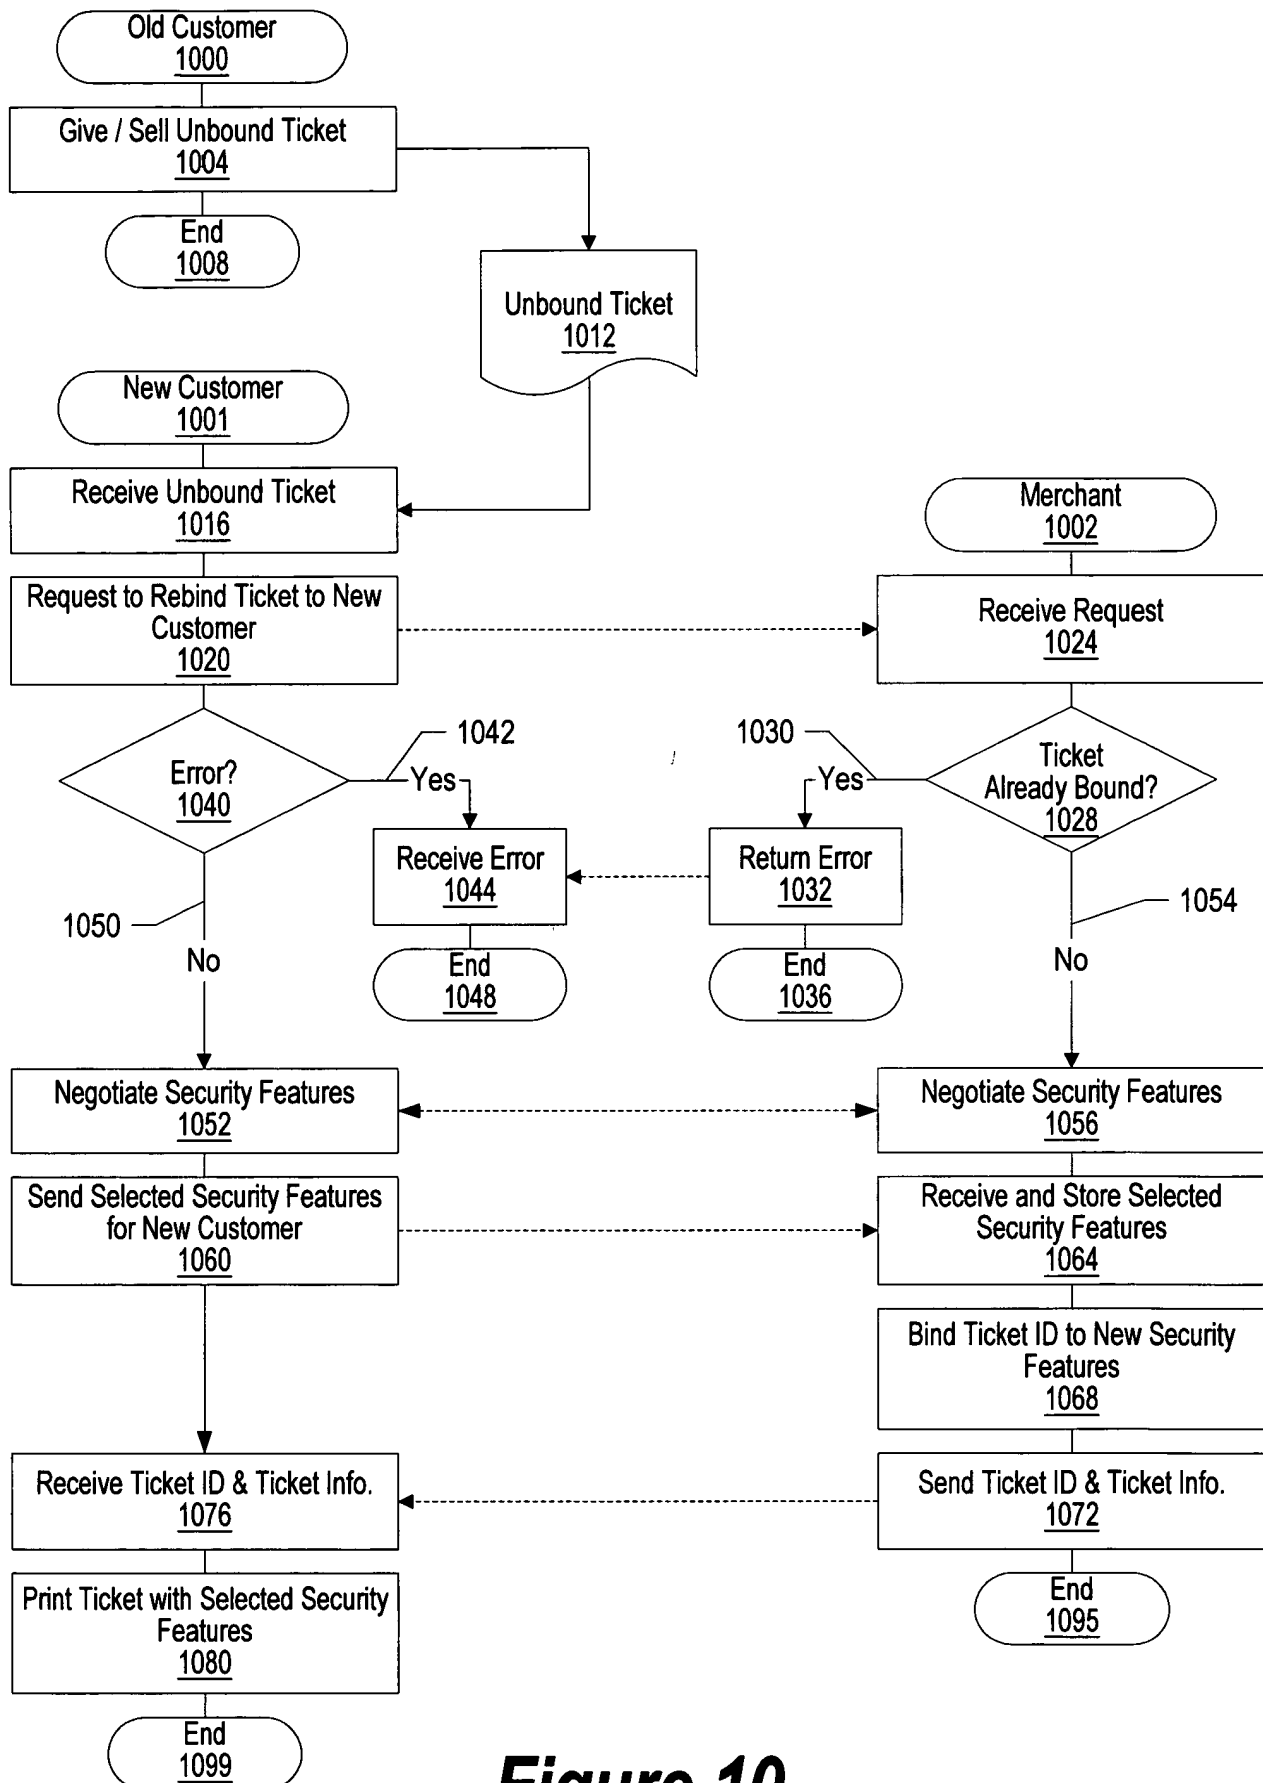 Old Customer
1000
Give / Sell Unbound Ticket
1004
End
1008
Unbound Ticket
1012
New Customer
1001
Receive Unbound Ticket
1016
Merchant
1002
Request to Rebind Ticket to New
Customer
1020
Receive Request
1024
Error?
1040
1042
Yes
1030
Yes
Ticket
Already Bound?
1028
Receive Error
1044
Return Error
1032
1050
No
End
1048
End
1036
1054
No
Negotiate Security Features
1052
Negotiate Security Features
1056
Send Selected Security Features
for New Customer
1060
Receive and Store Selected
Security Features
1064
Bind Ticket ID to New Security
Features
1068
Receive Ticket ID & Ticket Info.
1076
Send Ticket ID & Ticket Info.
1072
Print Ticket with Selected Security
Features
1080
End
1095
End
1099
Figure 10